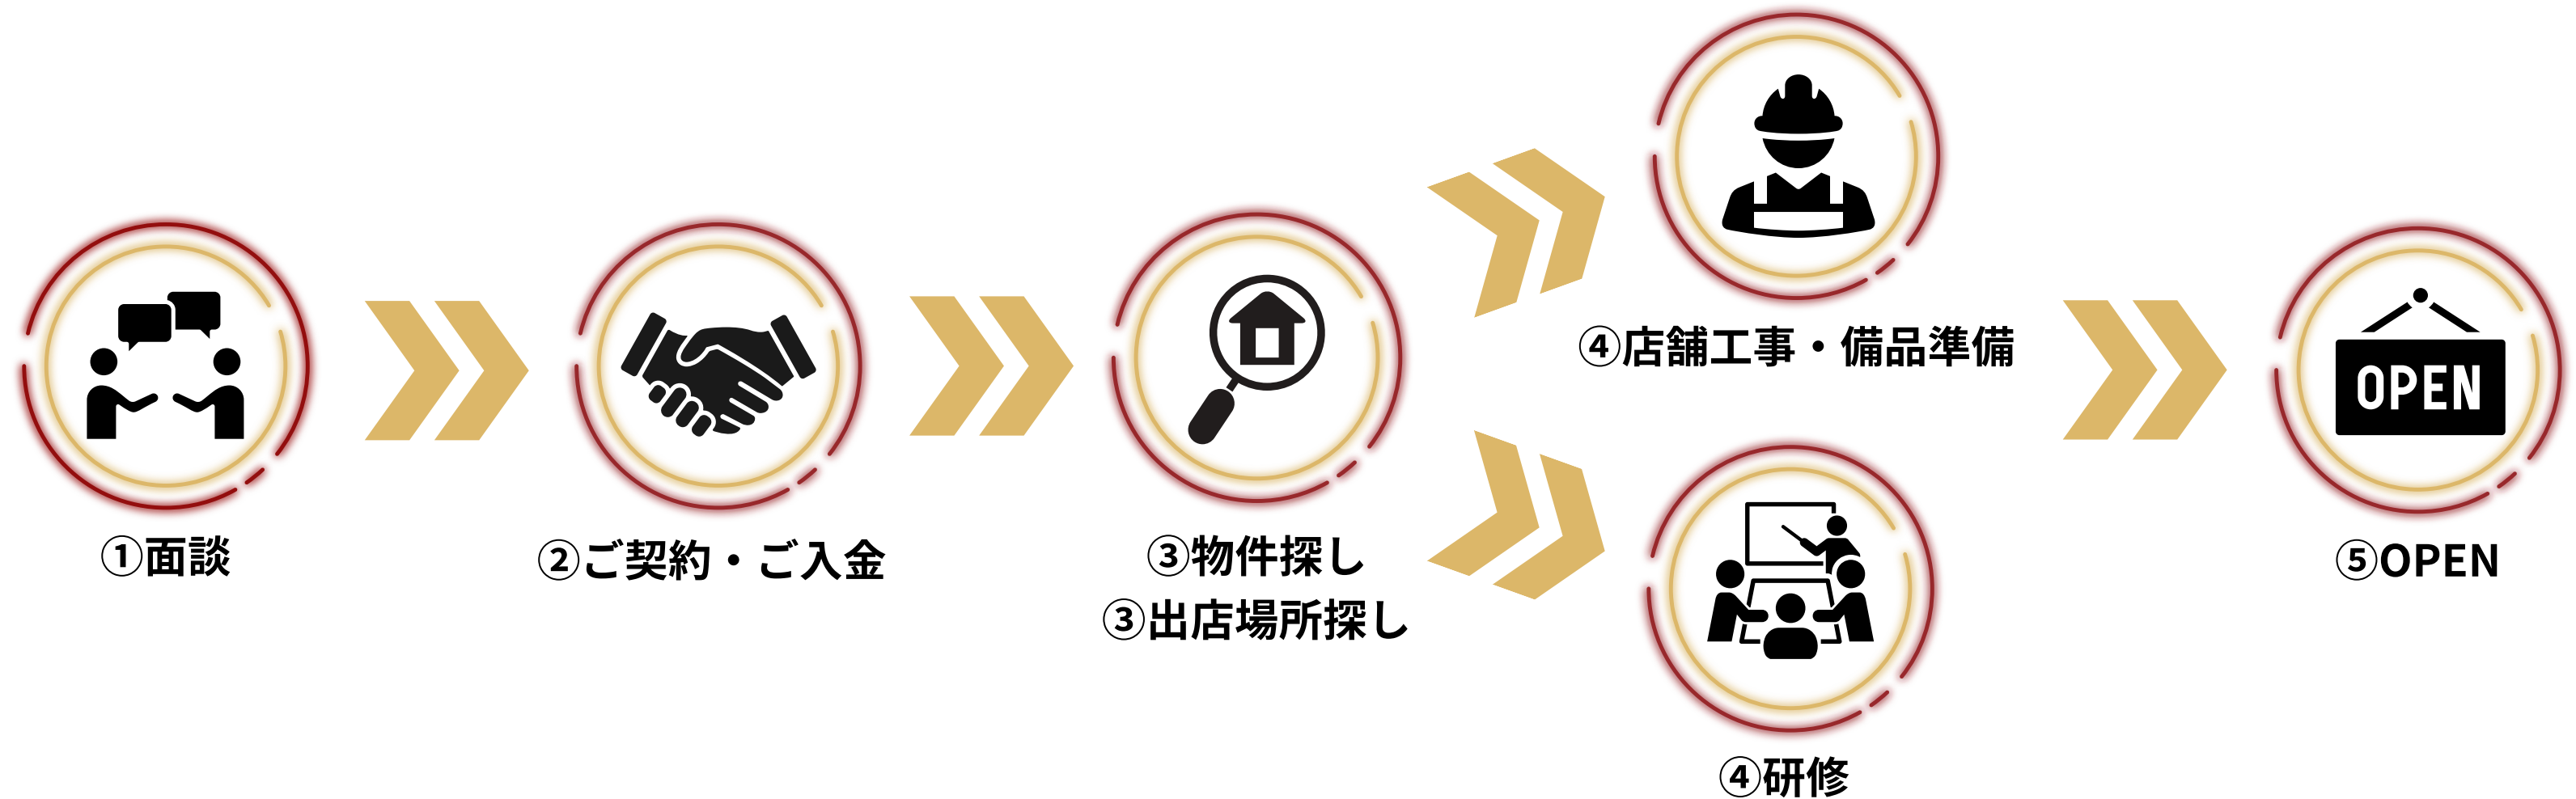 ①面談
②ご契約・ご入金
③物件探し
③出店場所探し
④店舗工事・備品準備
④研修
OPEN
⑤OPEN